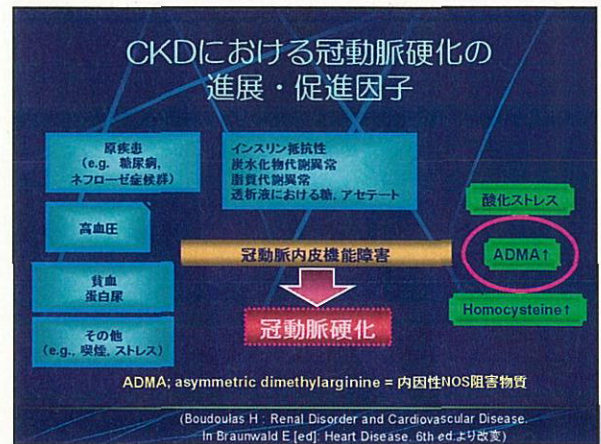 CKDにおける冠動脈硬化の
進展・促進因子
原疾患
(e.g. 糖尿病,
ネフローゼ症候群)
インスリン抵抗性
炭水化物代謝異常
脂質代謝異常
透析液における糖, アセテート
酸化ストレス
高血圧
冠動脈内皮機能障害
ADMA↑
貧血
蛋白尿
冠動脈硬化
Homocysteine↑
その他
(e.g., 喫煙, ストレス)
ADMA; asymmetric dimethylarginine = 内因性NOS阻害物質
(Boudoulas H : Renal Disorder and Cardiovascular Disease.
In Braunwald E [ed]: Heart Disease. 6th ed.より改変)